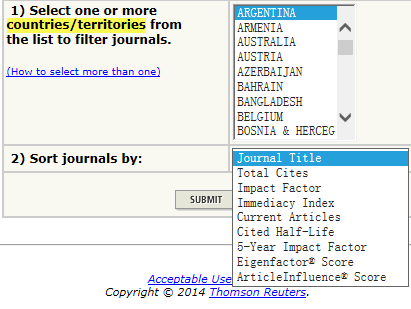 1) Select one or more
countries/territories from
the list to filter journals.
(How to select more than one)
ARGENTINA
ARMENIA
AUSTRALIA
AUSTRIA
AZERBAIJAN
BAHRAIN
BANGLADESH
BELGIUM
BOSNIA & HERCEG
2) Sort journals by:
Journal Title
Total Cites
Impact Factor
Immediacy Index
Current Articles
Cited Half-Life
5-Year Impact Factor
Eigenfactor® Score
ArticleInfluence® Score
SUBMIT
Acceptable Use
Copyright © 2014 Thomson Reuters.